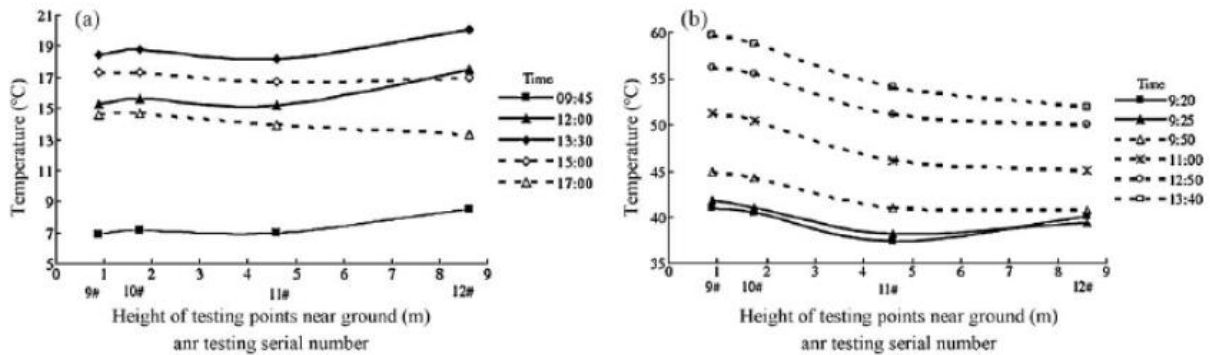 (a)
21
19
17
15
13
11
9
7
5
Temperature (°C)
0 1 2 3 4 5 6 7 8 9
9# 10# 11# 12#
Height of testing points near ground (m)
anr testing serial number
Time
09:45
12:00
13:30
15:00
17:00
(b)
60
55
50
45
40
35
Temperature (°C)
0 1 2 3 4 5 6 7 8 9
9# 10# 11# 12#
Height of testing points near ground (m)
anr testing serial number
Time
9:20
9:25
9:50
11:00
12:50
13:40